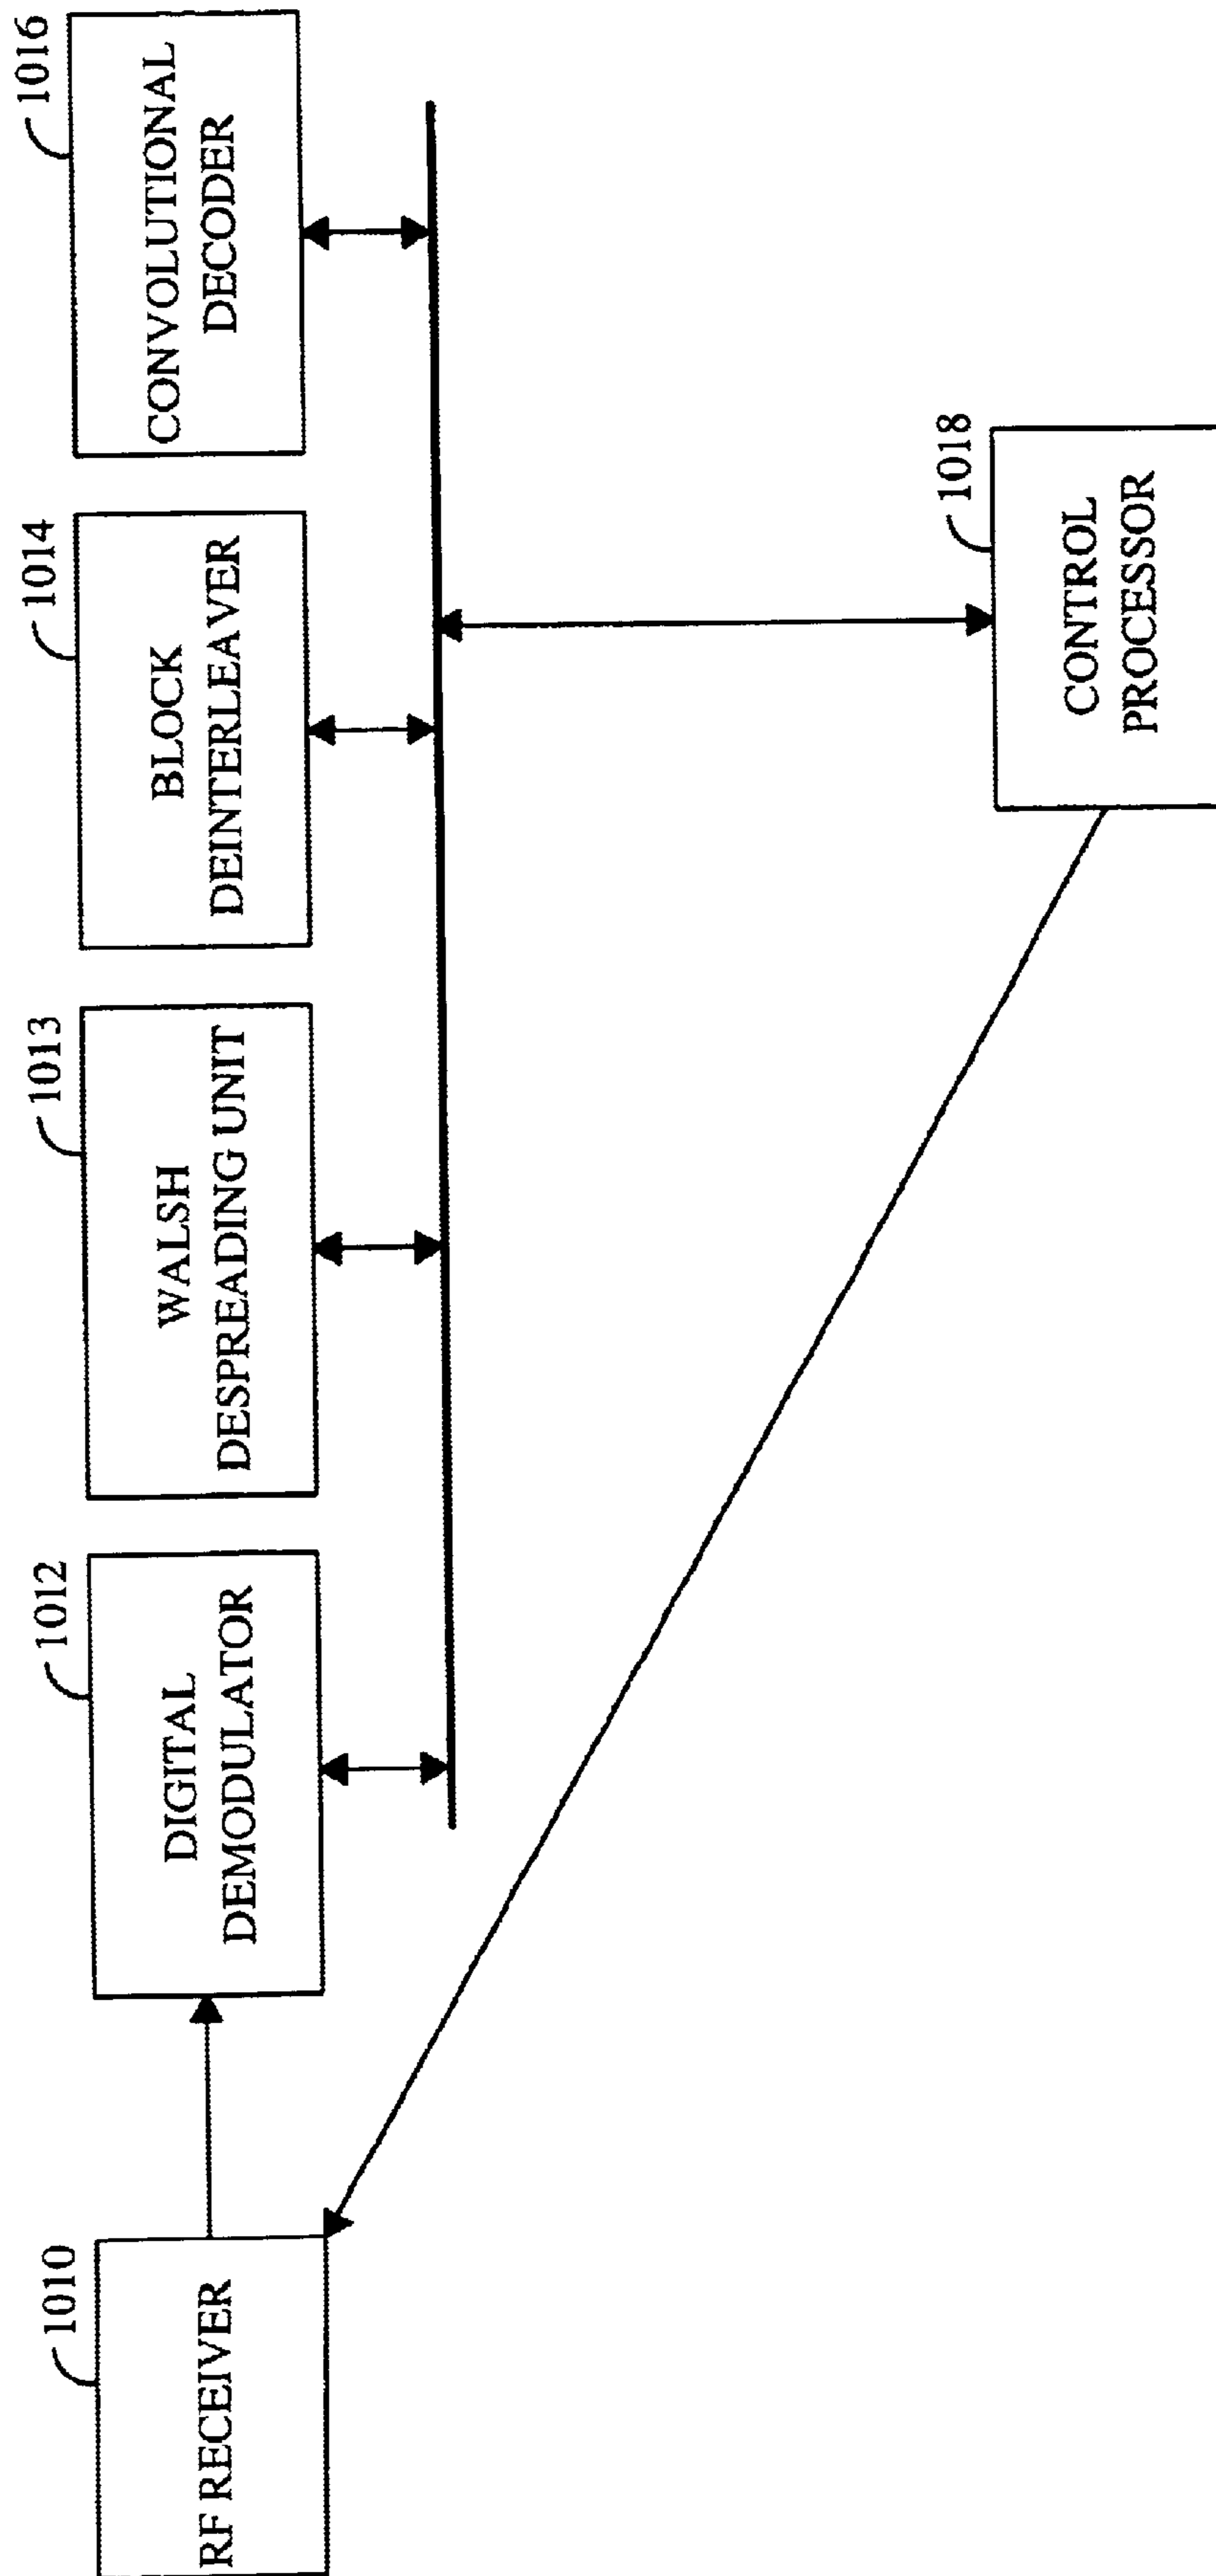 1010
RF RECEIVER
1012
DIGITAL
DEMODULATOR
1013
WALSH
DESPREADING UNIT
1014
BLOCK
DEINTERLEAVER
1016
CONVOLUTIONAL
DECODER
1018
CONTROL
PROCESSOR